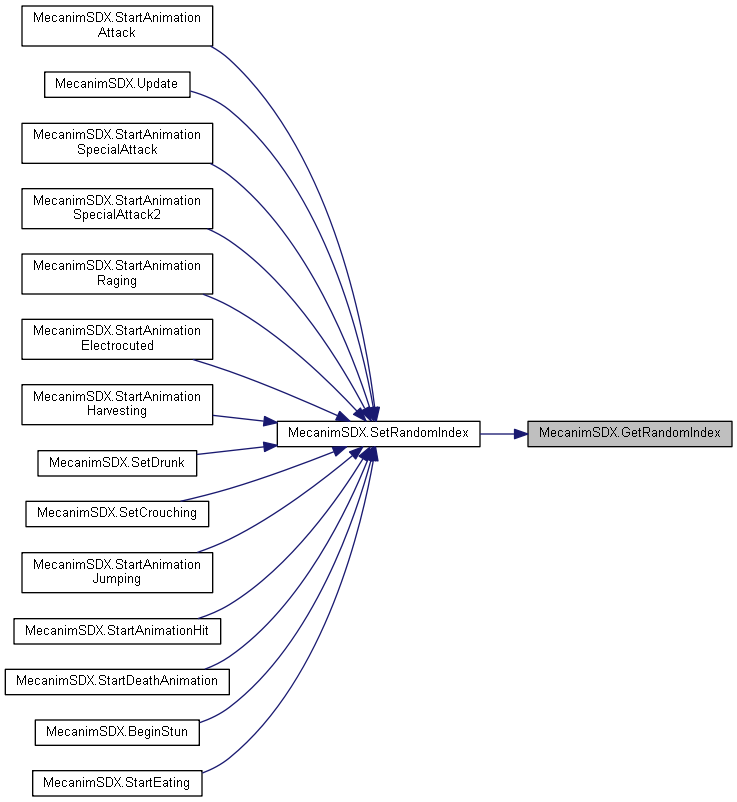 MecanimSDX.StartAnimation
Attack
MecanimSDX.Update
MecanimSDX.StartAnimation
SpecialAttack
MecanimSDX.StartAnimation
SpecialAttack2
MecanimSDX.StartAnimation
Raging
MecanimSDX.StartAnimation
Electrocuted
MecanimSDX.StartAnimation
Harvesting
MecanimSDX.SetDrunk
MecanimSDX.SetCrouching
MecanimSDX.StartAnimation
Jumping
MecanimSDX.StartAnimationHit
MecanimSDX.StartDeathAnimation
MecanimSDX.BeginStun
MecanimSDX.StartEating
MecanimSDX.SetRandomIndex
MecanimSDX.GetRandomIndex